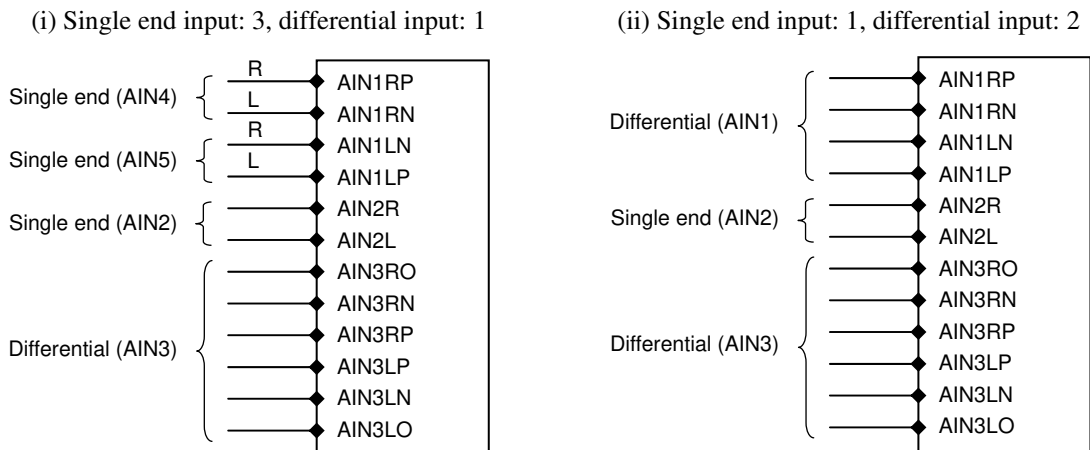 (i) Single end input: 3, differential input: 1
R
AIN1RP
Single end (AIN4)
L
AIN1RN
R
AIN1LN
Single end (AIN5)
L
AIN1LP
AIN2R
Single end (AIN2)
AIN2L
AIN3RO
AIN3RN
AIN3RP
Differential (AIN3)
AIN3LP
AIN3LN
AIN3LO
(ii) Single end input: 1, differential input: 2
AIN1RP
AIN1RN
Differential (AIN1)
AIN1LN
AIN1LP
AIN2R
Single end (AIN2)
AIN2L
AIN3RO
AIN3RN
AIN3RP
Differential (AIN3)
AIN3LP
AIN3LN
AIN3LO